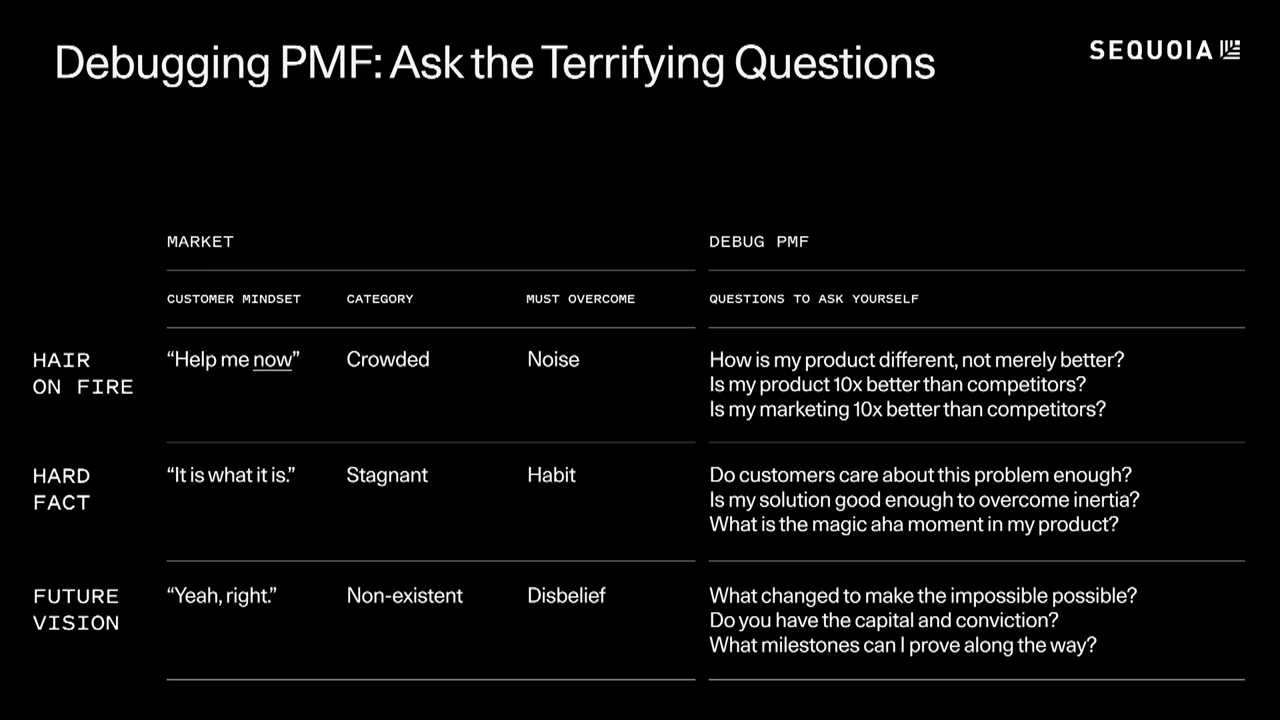 Debugging PMF: Ask the Terrifying Questions
SEQUOIA
MARKET
DEBUG PMF
CUSTOMER MINDSET
CATEGORY
MUST OVERCOME
QUESTIONS TO ASK YOURSELF
HAIR
ON FIRE
“Help me now”
Crowded
Noise
How is my product different, not merely better?
Is my product 10x better than competitors?
Is my marketing 10x better than competitors?
HARD
FACT
“It is what it is.”
Stagnant
Habit
Do customers care about this problem enough?
Is my solution good enough to overcome inertia?
What is the magic aha moment in my product?
FUTURE
VISION
“Yeah, right.”
Non-existent
Disbelief
What changed to make the impossible possible?
Do you have the capital and conviction?
What milestones can I prove along the way?